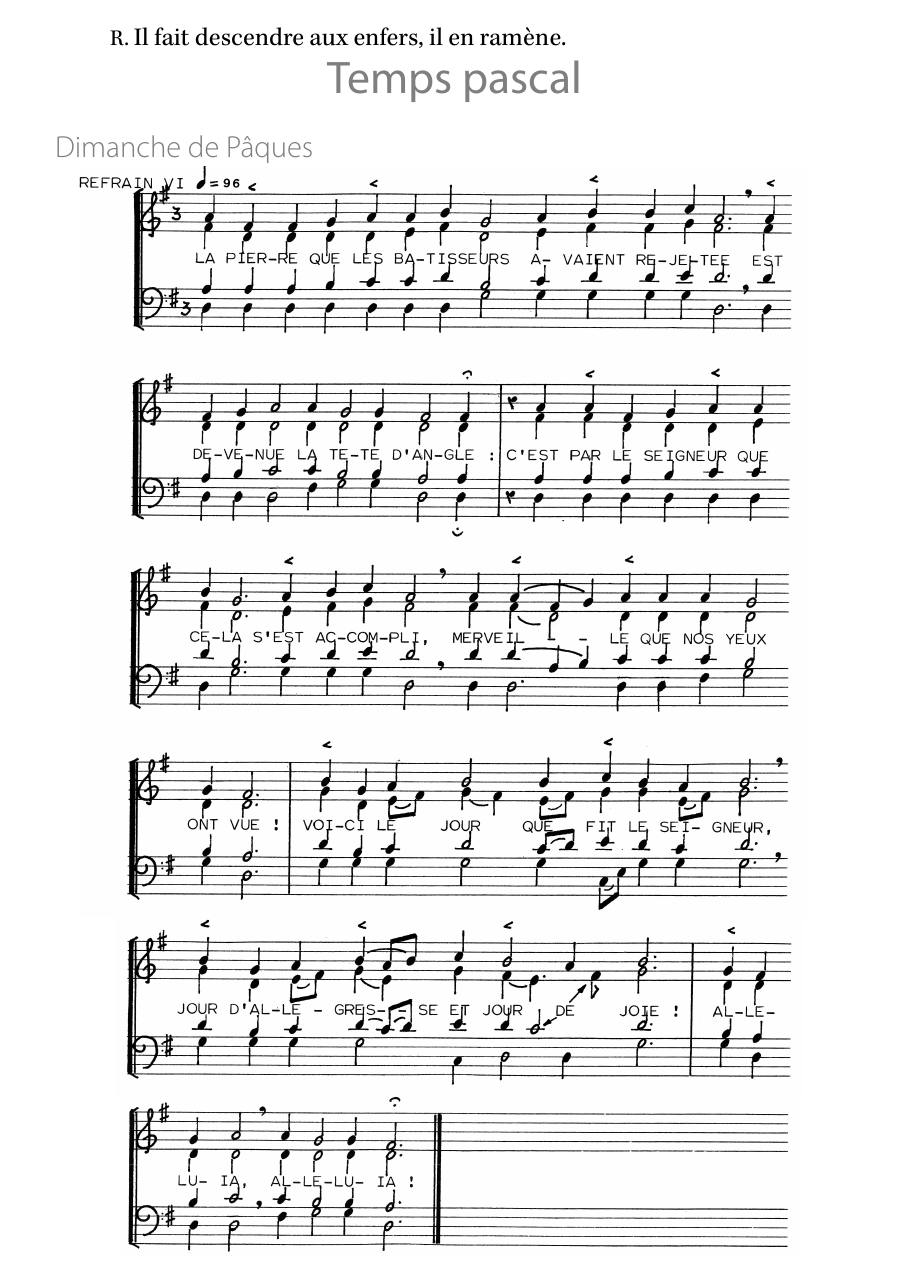 R. Il fait descendre aux enfers, il en ramène.
Temps pascal
Dimanche de Pâques
REFRAIN VI ♩= 96
3
LA PIER-RE QUE LES BA-TISSEURS A- VAIENT RE-JE-TEE EST
3
DE-VE-NUE LA TE-TE D'AN-GLE : C'EST PAR LE SEIGNEUR QUE
CE-LA S'EST AC-COM-PLI, MERVEIL - - LE QUE NOS YEUX
ONT VUE ! VOI-CI LE JOUR QUE FIT LE SEI- GNEUR,
JOUR D'AL-LE - GRES- - SE ET JOUR DE JOIE ! AL-LE-
LU- IA, AL-LE-LU- IA !